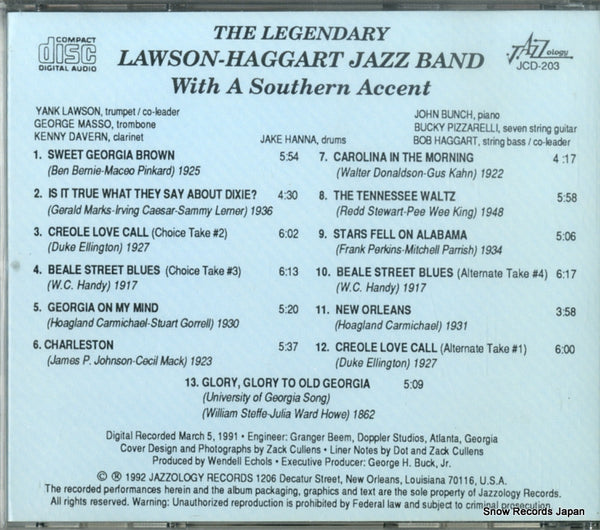 COMPACT
disc
DIGITAL AUDIO
THE LEGENDARY
LAWSON-HAGGART JAZZ BAND
With A Southern Accent
JAZZology
JCD-203
YANK LAWSON, trumpet / co-leader
GEORGE MASSO, trombone
KENNY DAVERN, clarinet
JAKE HANNA, drums
JOHN BUNCH, piano
BUCKY PIZZARELLI, seven string guitar
BOB HAGGART, string bass / co-leader
1. SWEET GEORGIA BROWN 5:54
(Ben Bernie-Maceo Pinkard) 1925
2. IS IT TRUE WHAT THEY SAY ABOUT DIXIE? 4:30
(Gerald Marks-Irving Caesar-Sammy Lerner) 1936
3. CREOLE LOVE CALL (Choice Take #2) 6:02
(Duke Ellington) 1927
4. BEALE STREET BLUES (Choice Take #3) 6:13
(W.C. Handy) 1917
5. GEORGIA ON MY MIND 5:20
(Hoagland Carmichael-Stuart Gorrell) 1930
6. CHARLESTON 5:37
(James P. Johnson-Cecil Mack) 1923
7. CAROLINA IN THE MORNING 4:17
(Walter Donaldson-Gus Kahn) 1922
8. THE TENNESSEE WALTZ 5:58
(Redd Stewart-Pee Wee King) 1948
9. STARS FELL ON ALABAMA 5:06
(Frank Perkins-Mitchell Parrish) 1934
10. BEALE STREET BLUES (Alternate Take #4) 6:17
(W.C. Handy) 1917
11. NEW ORLEANS 3:58
(Hoagland Carmichael) 1931
12. CREOLE LOVE CALL (Alternate Take #1) 6:00
(Duke Ellington) 1927
13. GLORY, GLORY TO OLD GEORGIA 5:09
(University of Georgia Song)
(William Steffe-Julia Ward Howe) 1862
Digital Recorded March 5, 1991 • Engineer: Granger Beem, Doppler Studios, Atlanta, Georgia
Cover Design and Photographs by Zack Cullens • Liner Notes by Dot and Zack Cullens
Produced by Wendell Echols • Executive Producer: George H. Buck, Jr.
© ® 1992 JAZZOLOGY RECORDS 1206 Decatur Street, New Orleans, Louisiana 70116, U.S.A.
The recorded performances herein and the album packaging, graphics and text are the sole property of Jazzology Records.
All rights reserved. Warning: Unauthorized reproduction is prohibited by Federal law and subject to criminal prosecution.
Snow Records Japan